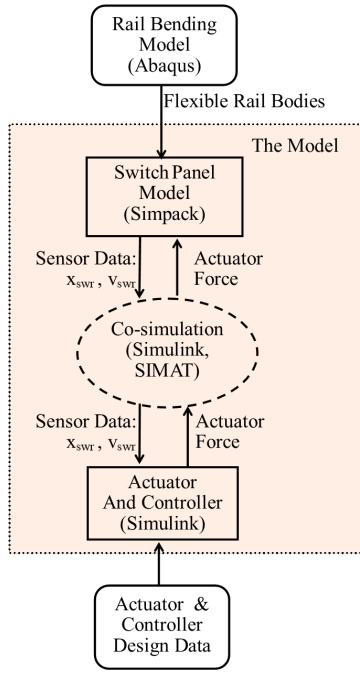 Rail Bending
Model
(Abaqus)
Flexible Rail Bodies
The Model
Switch Panel
Model
(Simpack)
Sensor Data:
xswr , vswr
Actuator
Force
Co-simulation
(Simulink,
SIMAT)
Sensor Data:
xswr , vswr
Actuator
Force
Actuator
And Controller
(Simulink)
Actuator &
Controller
Design Data